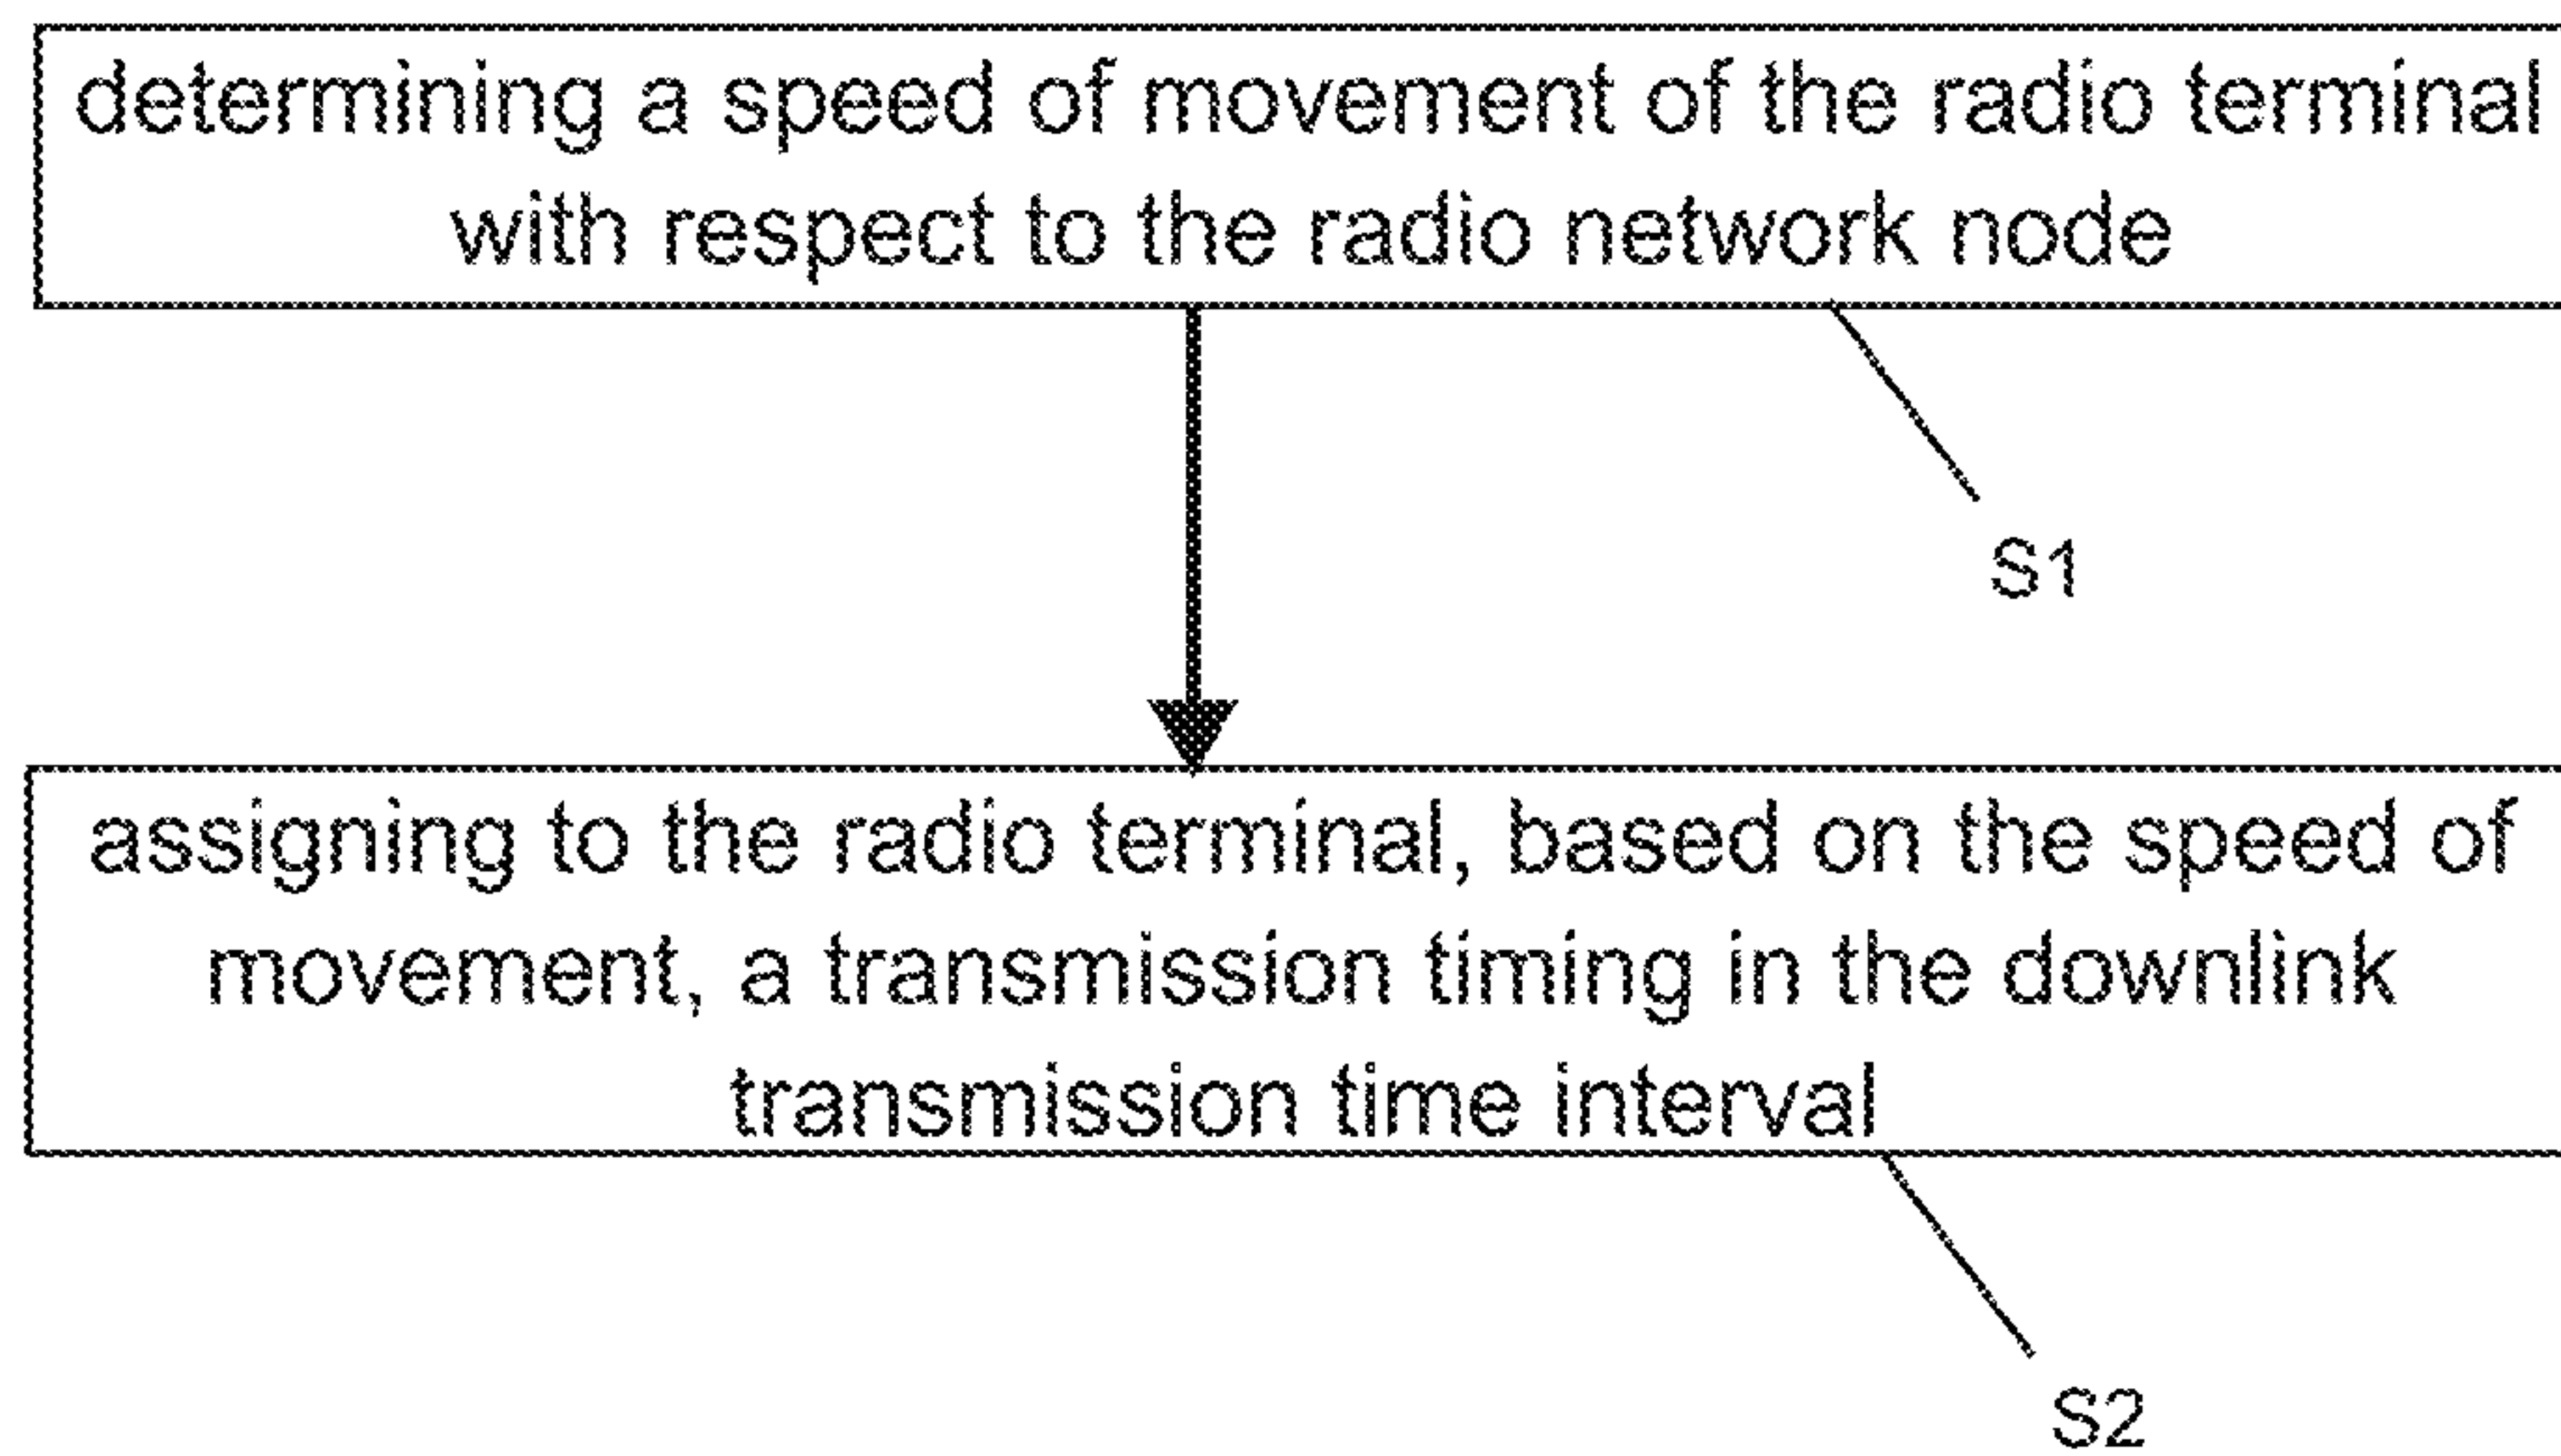 determining a speed of movement of the radio terminal
with respect to the radio network node
S1
assigning to the radio terminal, based on the speed of
movement, a transmission timing in the downlink
transmission time interval
S2